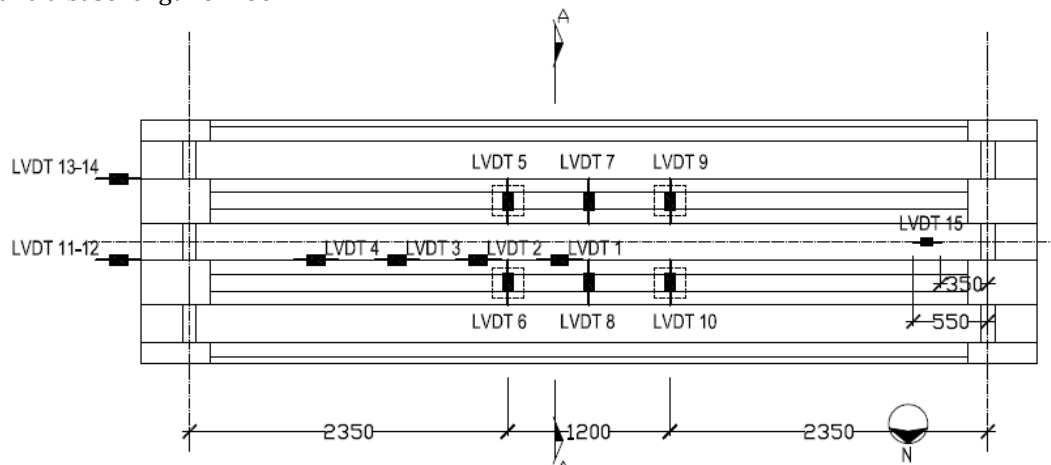 A
LVDT 13-14
LVDT 5
LVDT 7
LVDT 9
LVDT 15
LVDT 11-12
LVDT 4
LVDT 3
LVDT 2
LVDT 1
350
LVDT 6
LVDT 8
LVDT 10
550
2350
1200
2350
N
A